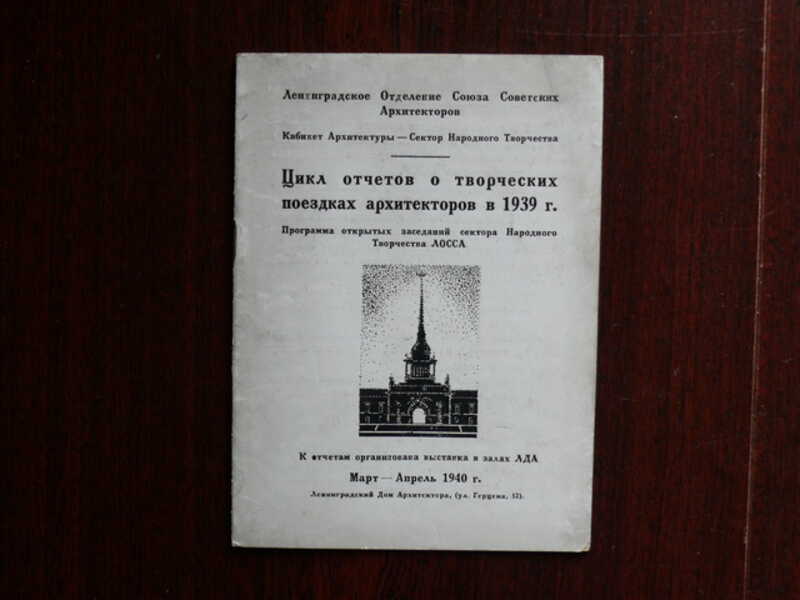 Ленинградское Отделение Союза Советских
Архитекторов
Кабинет Архитектуры — Сектор Народного Творчества
Цикл отчетов о творческих
поездках архитекторов в 1939 г.
Программа открытых заседаний сектора Народного
Творчества ЛОССА
К отчетам организована выставка в залах ЛДА
Март — Апрель 1940 г.
Ленинградский Дом Архитектора, (ул. Герцена, 52).